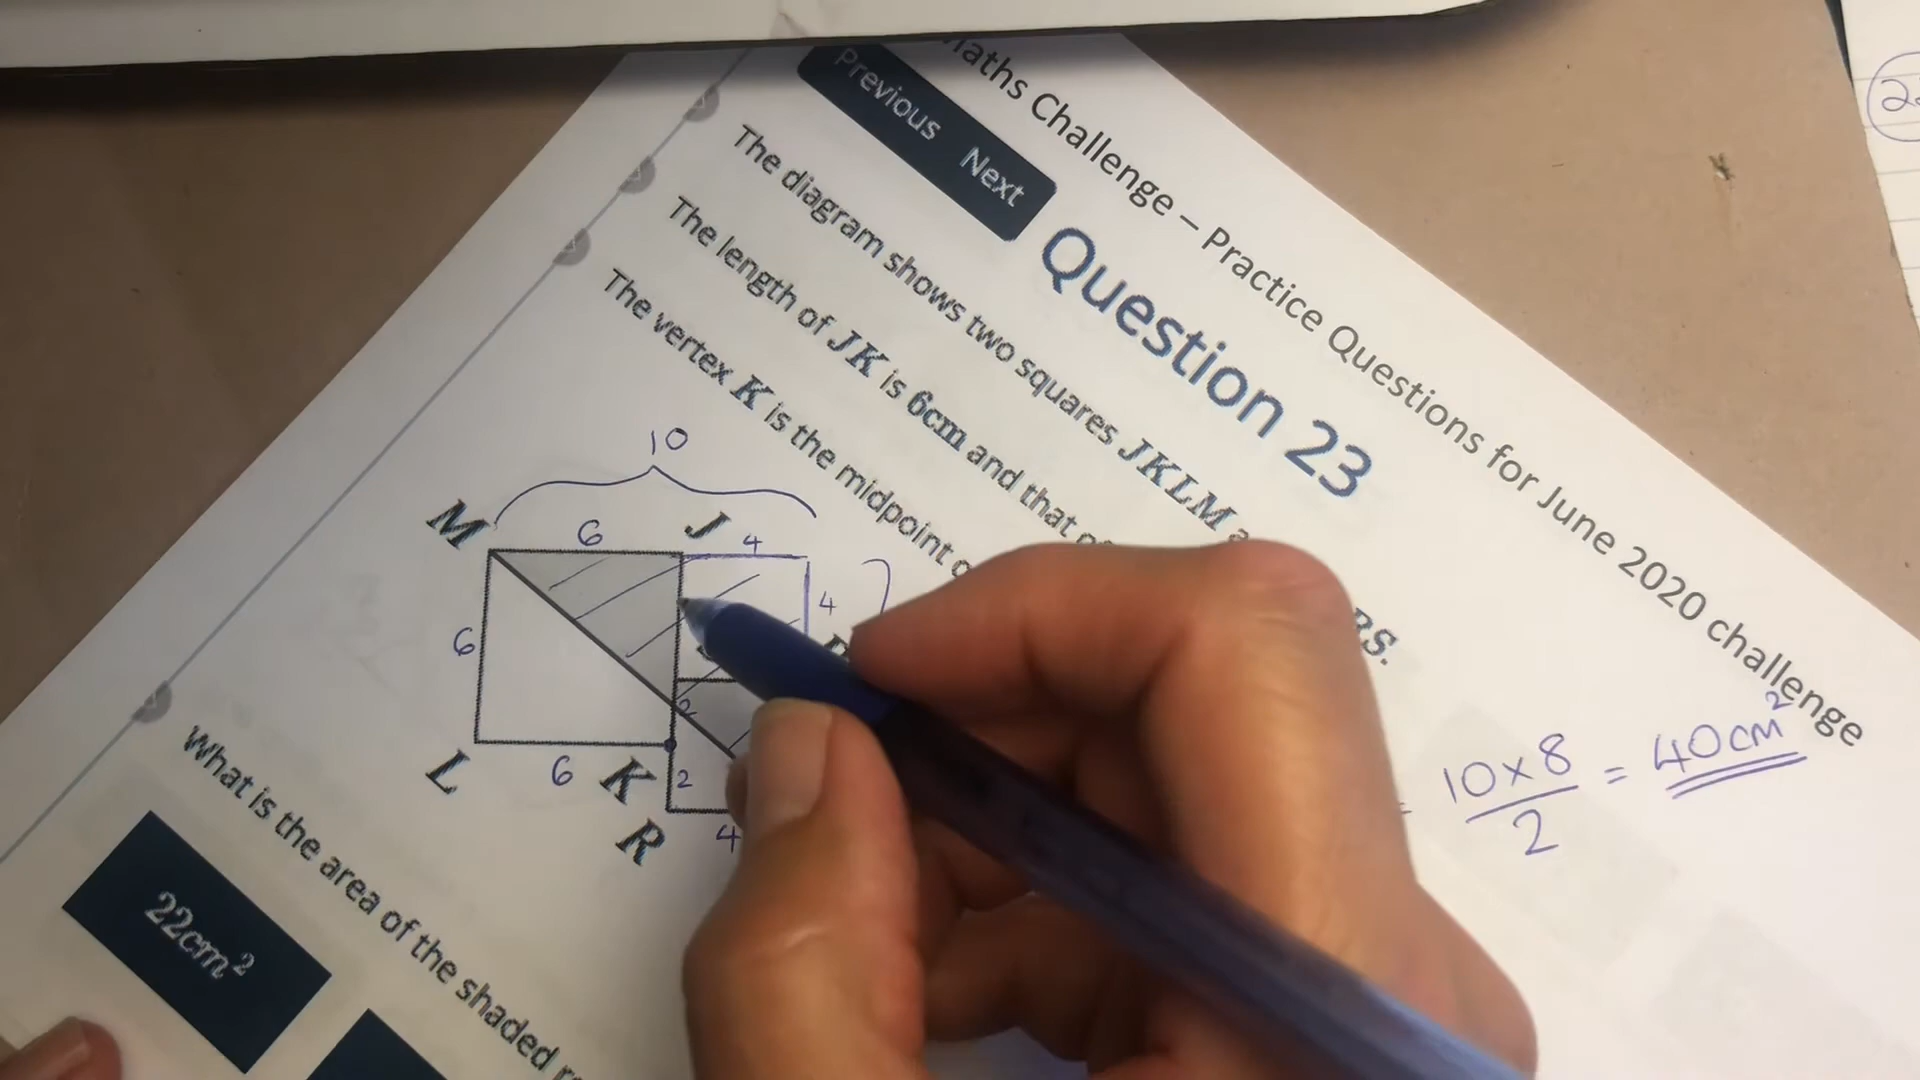 Maths Challenge – Practice Questions for June 2020 challenge
Previous Next
Question 23
The diagram shows two squares JKLM
The length of JK is 6cm and that
RS.
The vertex K is the midpoint
10
M 6 J 4
6 4
2
L 6 K 2
R 4
10 × 8 = 40cm²
2
What is the area of the shaded
22cm²